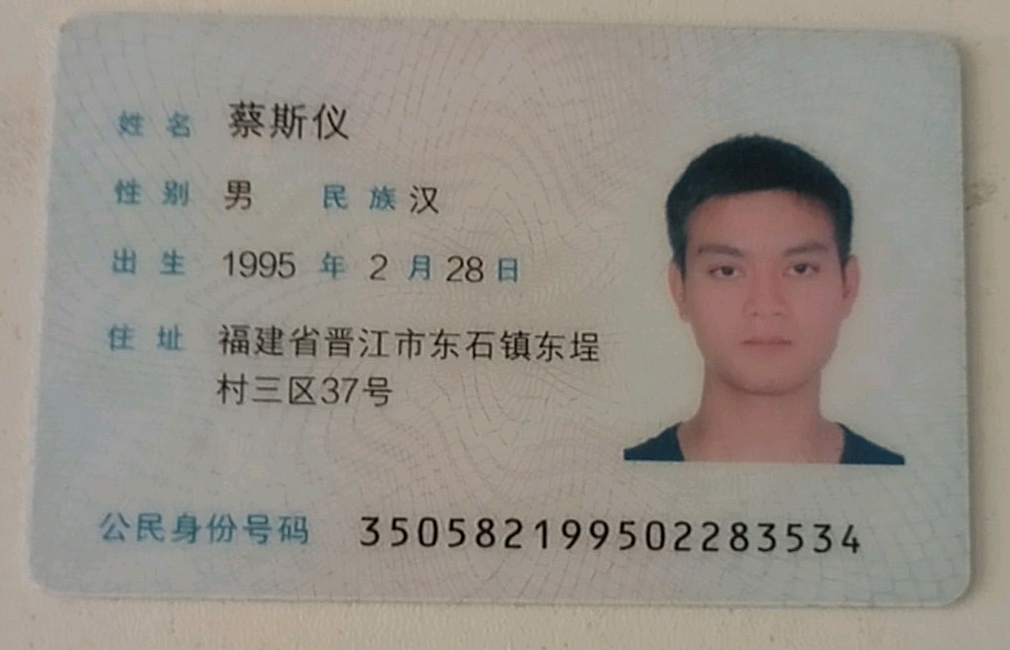 姓名 蔡斯仪
性别 男 民族 汉
出生 1995 年 2 月 28 日
住址 福建省晋江市东石镇东埕
村三区37号
公民身份号码 350582199502283534